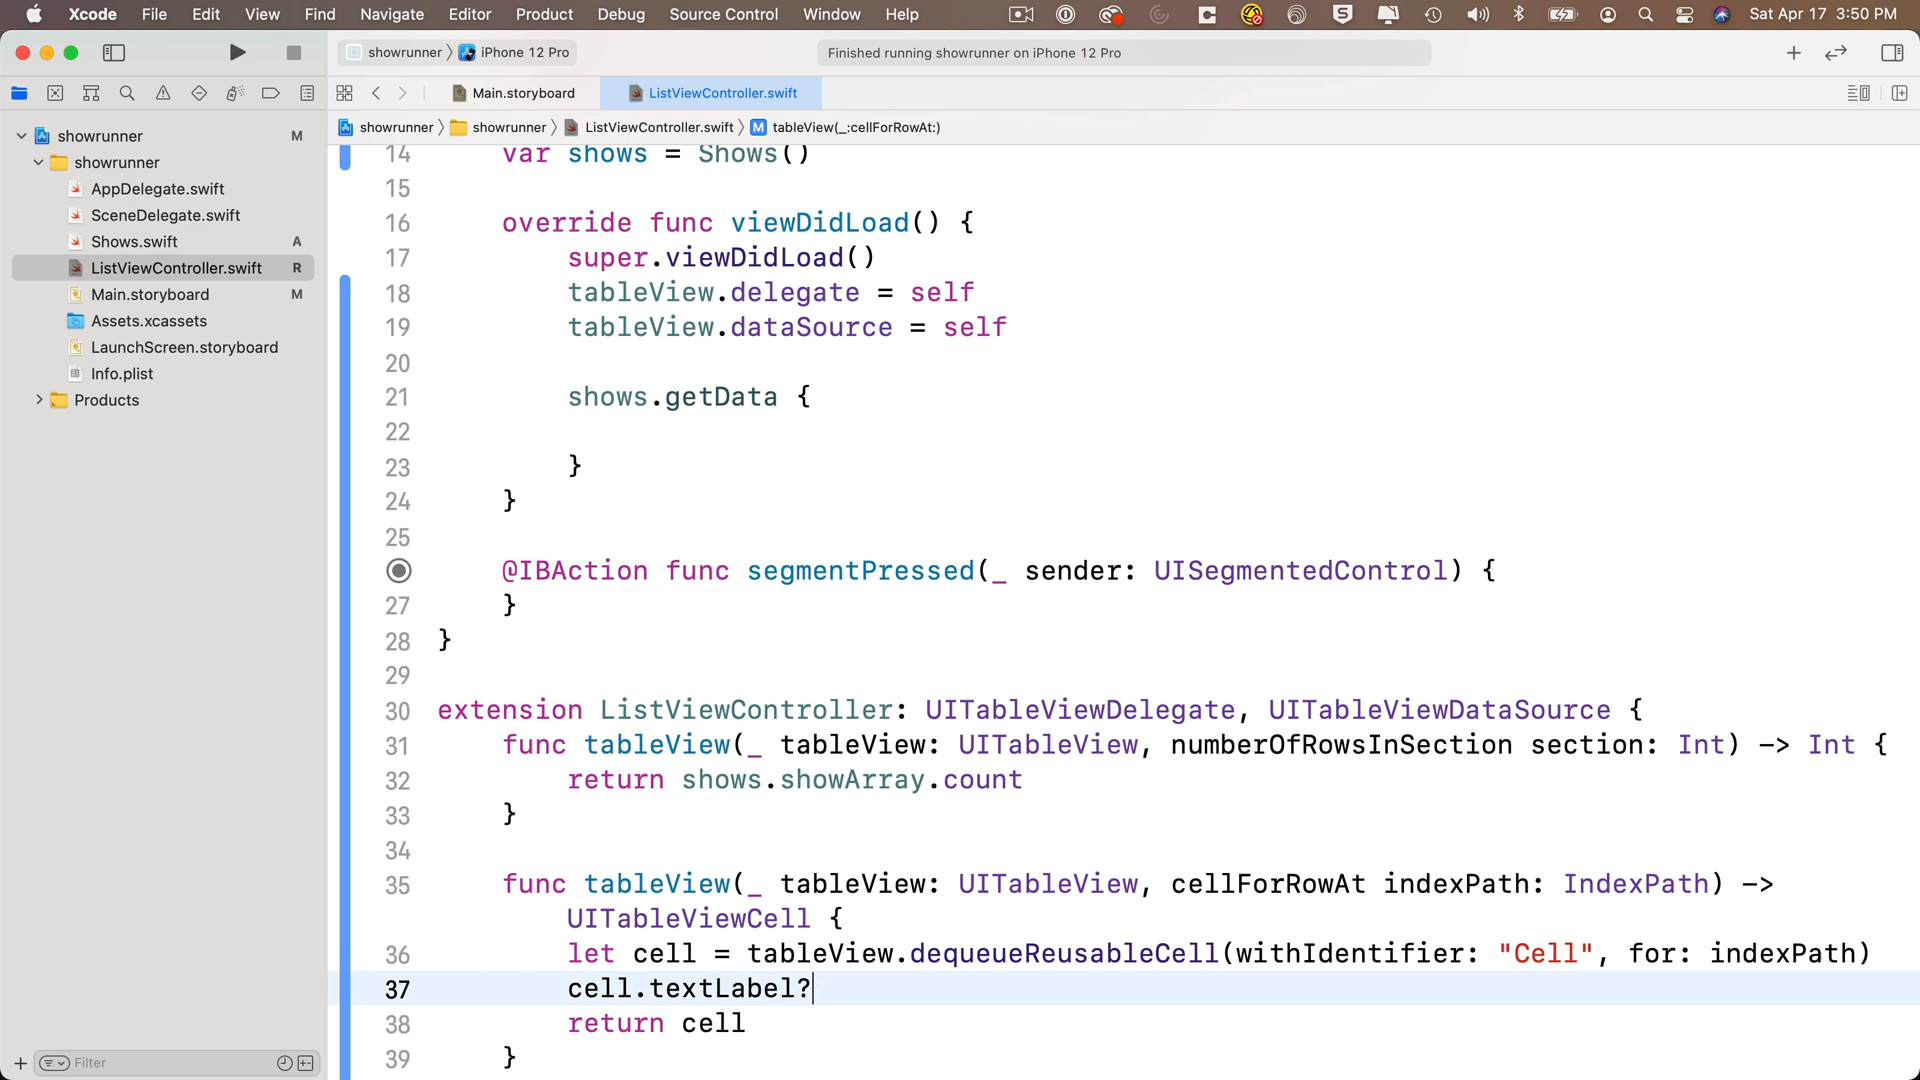 Xcode File Edit View Find Navigate Editor Product Debug Source Control Window Help Sat Apr 17 3:50 PM
showrunner iPhone 12 Pro Finished running showrunner on iPhone 12 Pro
Main.storyboard ListViewController.swift
showrunner showrunner ListViewController.swift M tableView(_:cellForRowAt:)
showrunner M
showrunner
AppDelegate.swift
SceneDelegate.swift
Shows.swift A
ListViewController.swift R
Main.storyboard M
Assets.xcassets
LaunchScreen.storyboard
Info.plist
Products
Filter
14 var shows = Shows()
15
16 override func viewDidLoad() {
17 super.viewDidLoad()
18 tableView.delegate = self
19 tableView.dataSource = self
20
21 shows.getData {
22
23 }
24 }
25
@IBAction func segmentPressed(_ sender: UISegmentedControl) {
27 }
28 }
29
30 extension ListViewController: UITableViewDelegate, UITableViewDataSource {
31 func tableView(_ tableView: UITableView, numberOfRowsInSection section: Int) -> Int {
32 return shows.showArray.count
33 }
34
35 func tableView(_ tableView: UITableView, cellForRowAt indexPath: IndexPath) ->
UITableViewCell {
36 let cell = tableView.dequeueReusableCell(withIdentifier: "Cell", for: indexPath)
37 cell.textLabel?
38 return cell
39 }